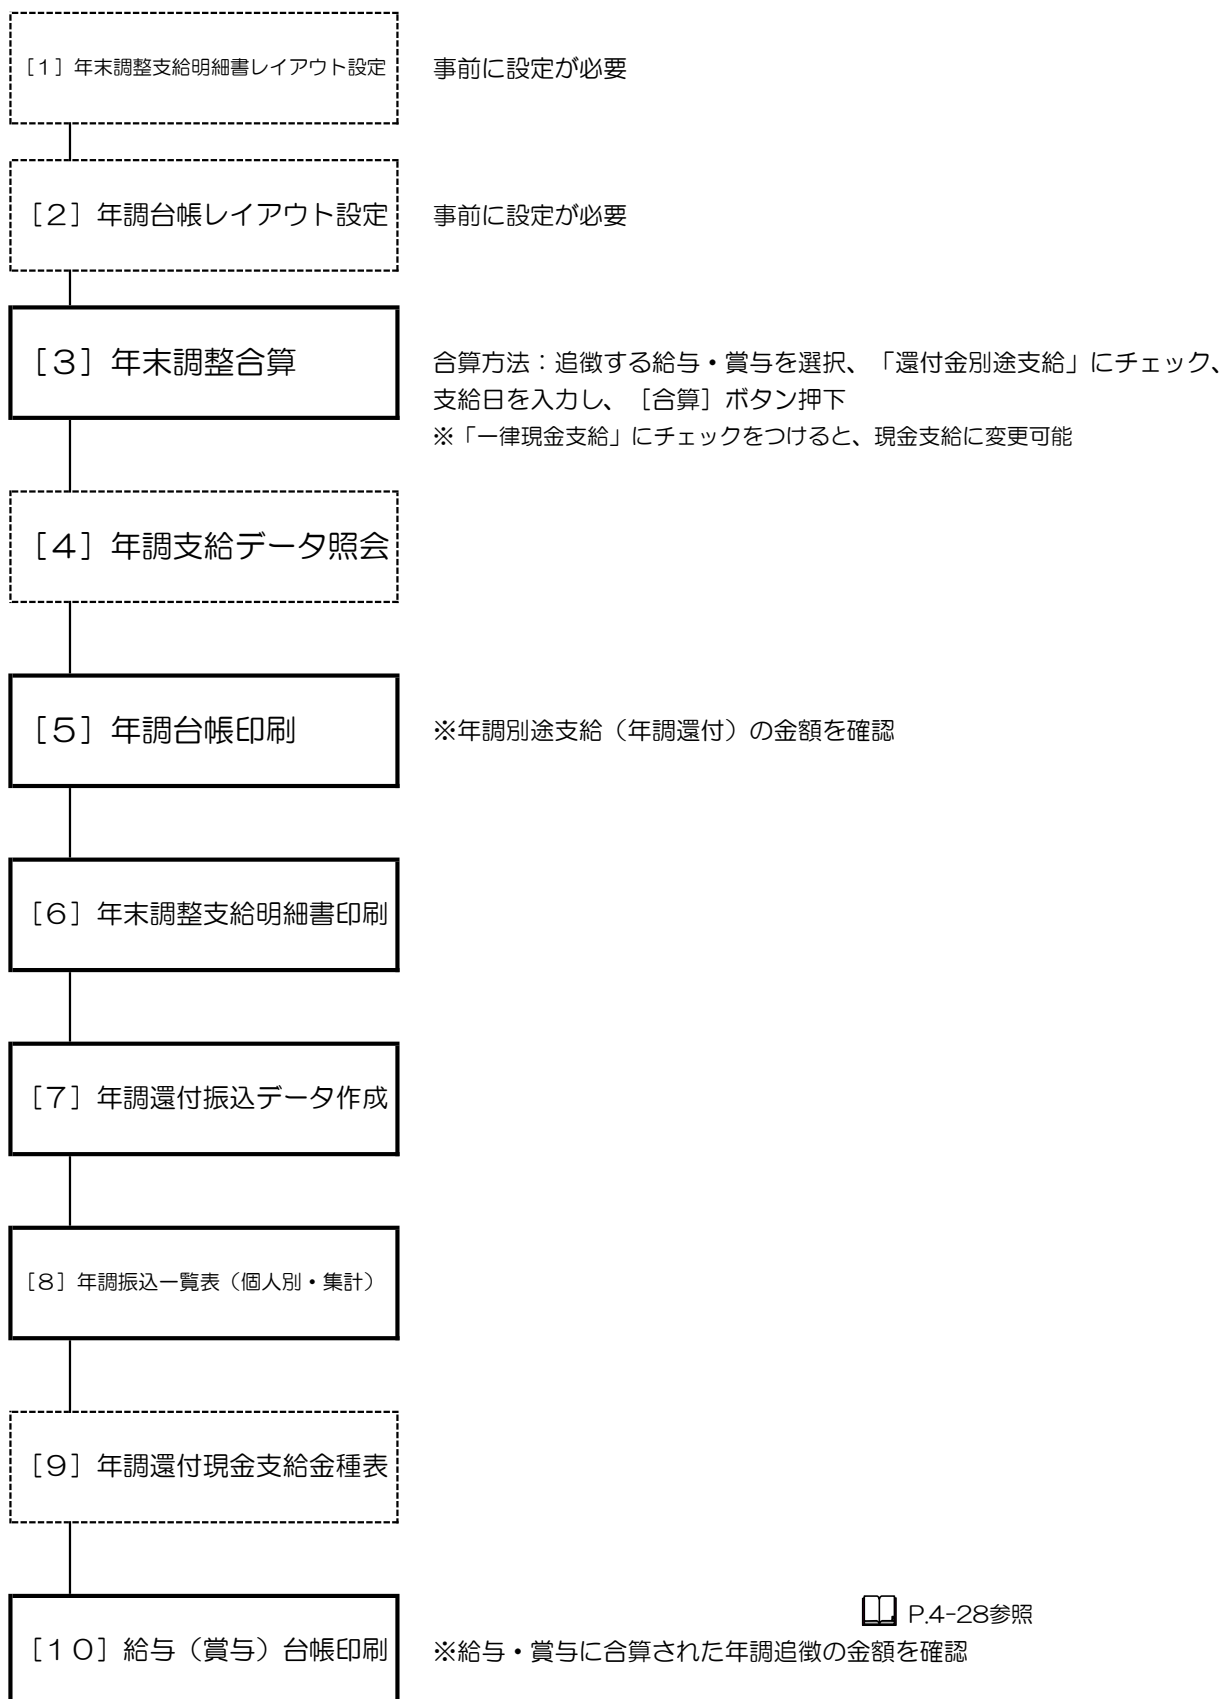 ［１］年末調整支給明細書レイアウト設定
事前に設定が必要
［２］年調台帳レイアウト設定
事前に設定が必要
［３］年末調整合算
合算方法：追徴する給与・賞与を選択、「還付金別途支給」にチェック、
支給日を入力し、［合算］ボタン押下
※「一律現金支給」にチェックをつけると、現金支給に変更可能
［４］年調支給データ照会
［５］年調台帳印刷
※年調別途支給（年調還付）の金額を確認
［６］年末調整支給明細書印刷
［７］年調還付振込データ作成
［８］年調振込一覧表（個人別・集計）
［９］年調還付現金支給金種表
P.4-28参照
［１０］給与（賞与）台帳印刷
※給与・賞与に合算された年調追徴の金額を確認